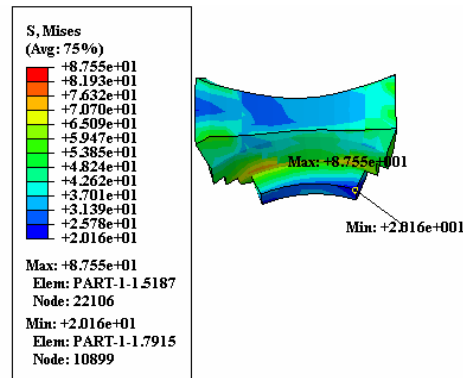 S, Mises
(Avg: 75%)
+8.755e+01
+8.193e+01
+7.632e+01
+7.070e+01
+6.509e+01
+5.947e+01
+5.385e+01
+4.824e+01
+4.262e+01
+3.701e+01
+3.139e+01
+2.578e+01
+2.016e+01
Max: +8.755e+01
Elem: PART-1-1.5187
Node: 22106
Min: +2.016e+01
Elem: PART-1-1.7915
Node: 10899
Max: +8.755e+001
Min: +2.016e+001